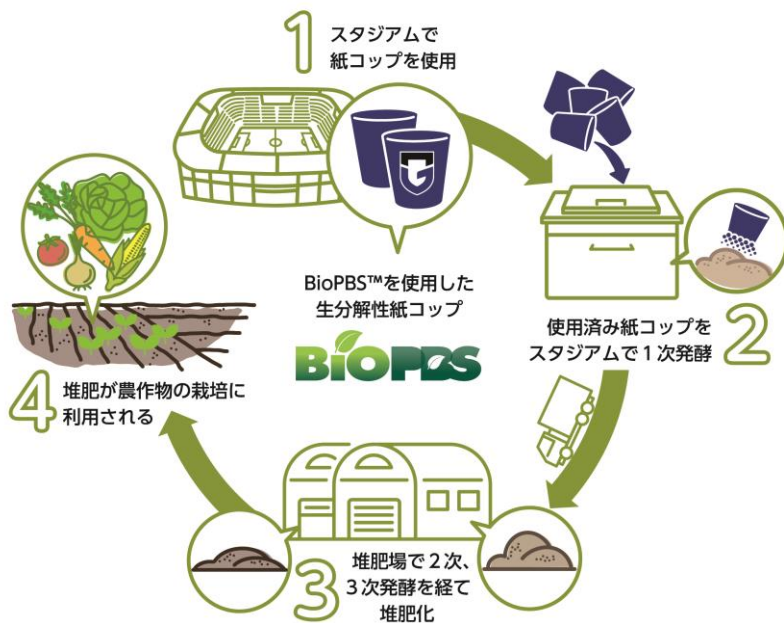 1
スタジアムで
紙コップを使用
BioPBS™を使用した
生分解性紙コップ
BioPBS
2
使用済み紙コップを
スタジアムで1次発酵
3
堆肥場で2次、
3次発酵を経て
堆肥化
4
堆肥が農作物の栽培に
利用される